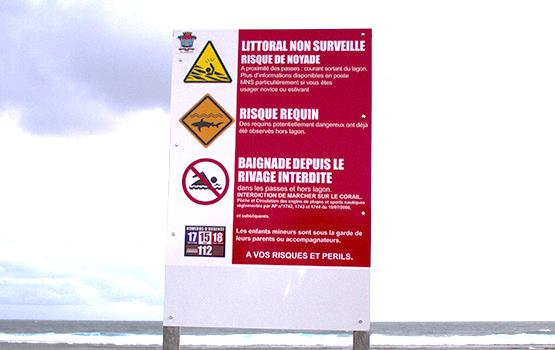 LITTORAL NON SURVEILLE
RISQUE DE NOYADE
A proximité des passes : courant sortant du lagon.
Plus d'informations disponibles en poste
MNS particulièrement si vous êtes
usager novice ou estivant
RISQUE REQUIN
Des requins potentiellement dangereux ont déjà
été observés hors lagon.
BAIGNADE DEPUIS LE
RIVAGE INTERDITE
dans les passes et hors lagon.
INTERDICTION DE MARCHER SUR LE CORAIL.
Pêche et Circulation des engins de plages et sports nautiques
réglementées par AP n°1742, 1743 et 1744 du 15/07/2008,
et subséquents.
NUMEROS D'URGENCE
17 15 18
112
Les enfants mineurs sont sous la garde de
leurs parents ou accompagnateurs.
A VOS RISQUES ET PERILS.